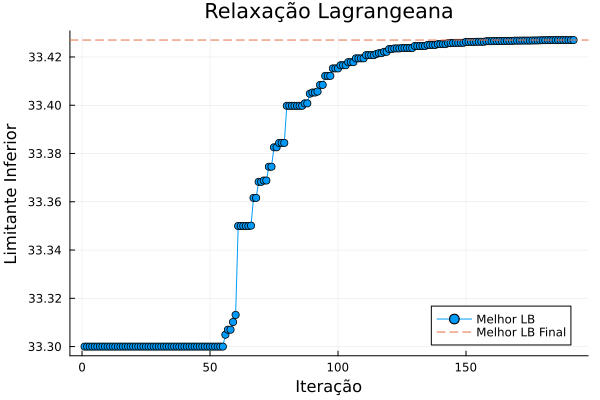 Relaxação Lagrangeana
Limitante Inferior
33.42
33.40
33.38
33.36
33.34
33.32
33.30
0 50 100 150
Iteração
Melhor LB
Melhor LB Final